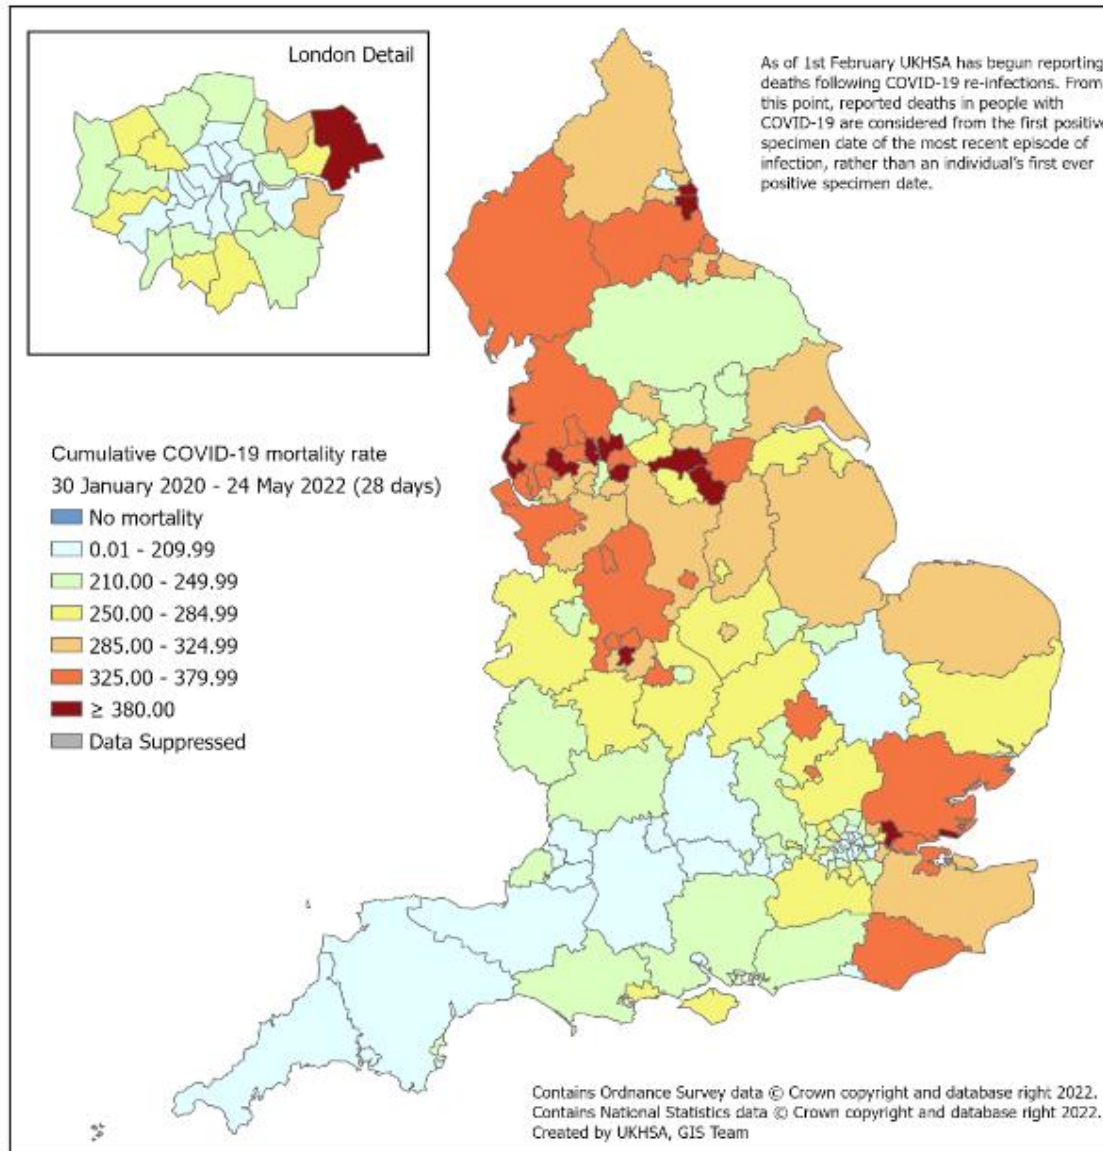 London Detail
As of 1st February UKHSA has begun reporting
deaths following COVID-19 re-infections. From
this point, reported deaths in people with
COVID-19 are considered from the first positive
specimen date of the most recent episode of
infection, rather than an individual's first ever
positive specimen date.
Cumulative COVID-19 mortality rate
30 January 2020 - 24 May 2022 (28 days)
No mortality
0.01 - 209.99
210.00 - 249.99
250.00 - 284.99
285.00 - 324.99
325.00 - 379.99
≥ 380.00
Data Suppressed
Contains Ordnance Survey data © Crown copyright and database right 2022.
Contains National Statistics data © Crown copyright and database right 2022.
Created by UKHSA, GIS Team